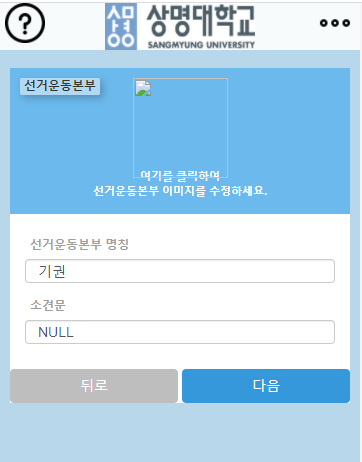 ?
상명
상명대학교
SANGMYUNG UNIVERSITY
선거운동본부
여기를 클릭하여
선거운동본부 이미지를 수정하세요.
선거운동본부 명칭
기권
소견문
NULL
뒤로
다음